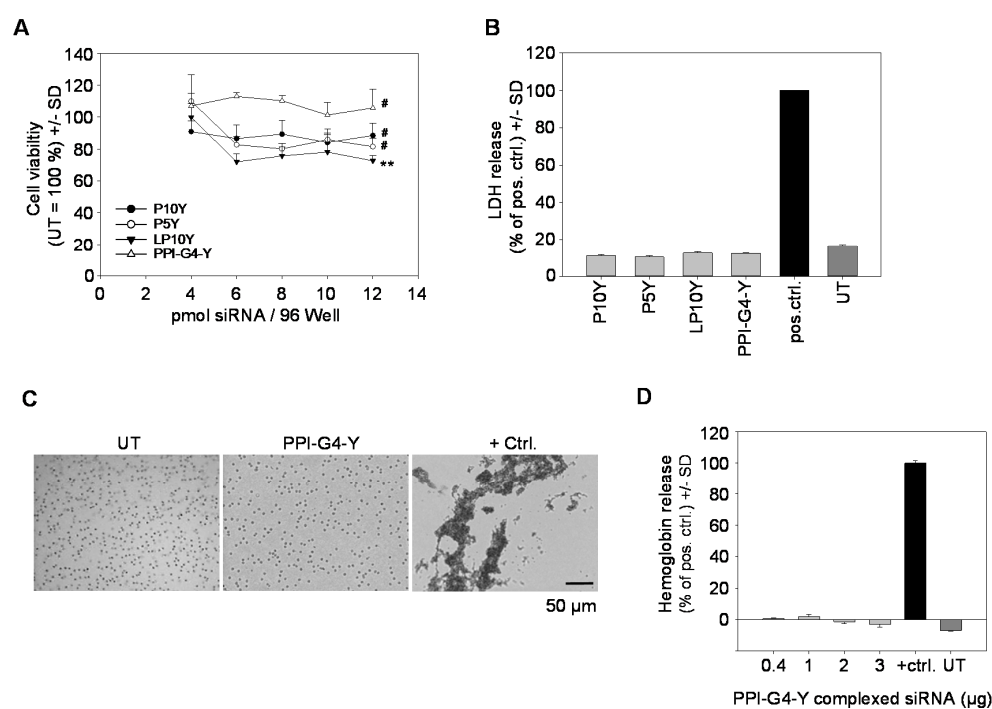 A
Cell viabiltiy
(UT = 100 %) +/- SD
140
120
100
80
60
40
20
0
#
#
#
**
P10Y
P5Y
LP10Y
PPI-G4-Y
0 2 4 6 8 10 12 14
pmol siRNA / 96 Well
B
LDH release
(% of pos. ctrl.) +/- SD
120
100
80
60
40
20
0
P10Y
P5Y
LP10Y
PPI-G4-Y
pos.ctrl.
UT
C
UT PPI-G4-Y + Ctrl.
50 µm
D
Hemoglobin release
(% of pos. ctrl.) +/- SD
120
100
80
60
40
20
0
0.4 1 2 3 +ctrl. UT
PPI-G4-Y complexed siRNA (µg)